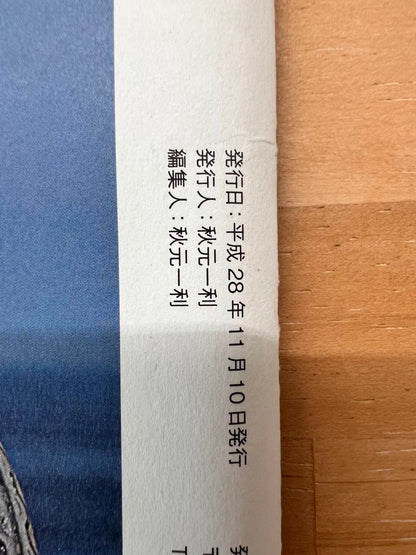 発行日：平成 28 年 11 月 10 日発行
発行人：秋元一利
編集人：秋元一利
発
T